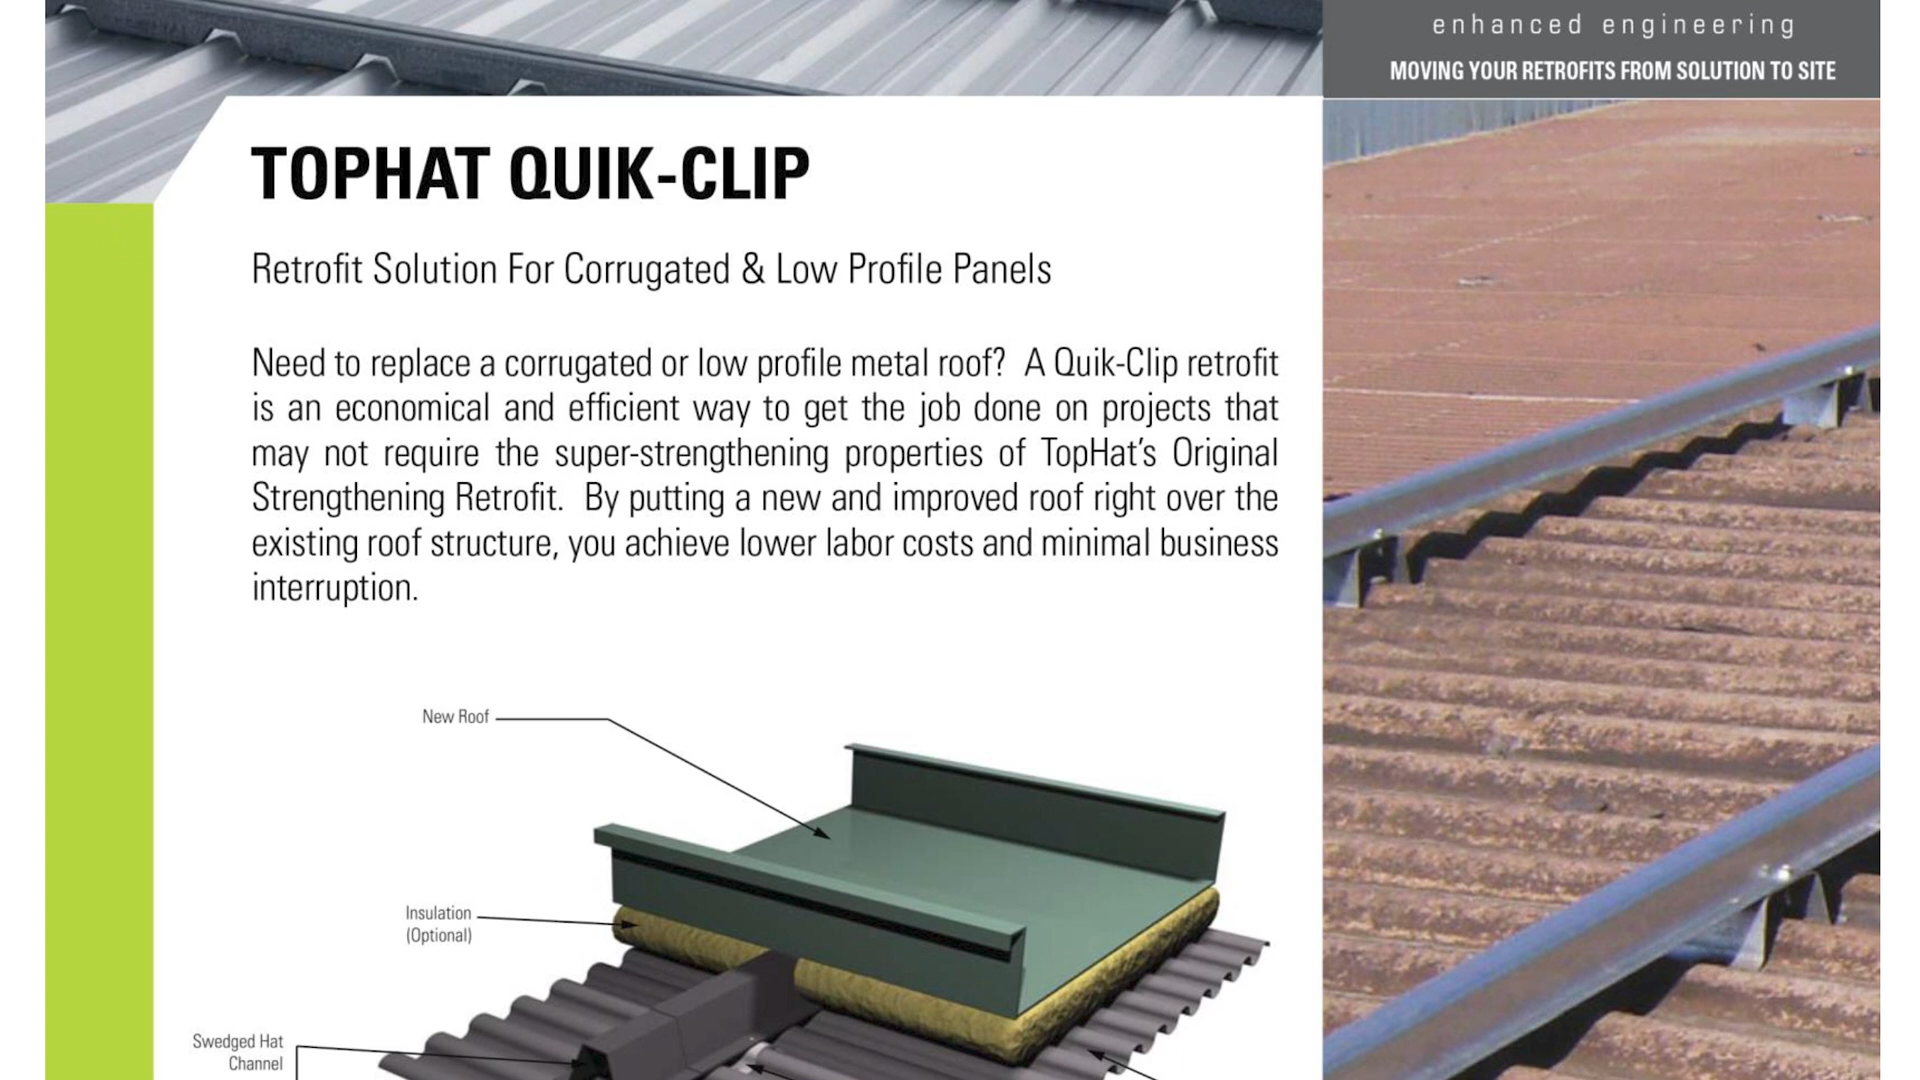 enhanced engineering
MOVING YOUR RETROFITS FROM SOLUTION TO SITE
TOPHAT QUIK-CLIP
Retrofit Solution For Corrugated & Low Profile Panels
Need to replace a corrugated or low profile metal roof? A Quik-Clip retrofit
is an economical and efficient way to get the job done on projects that
may not require the super-strengthening properties of TopHat’s Original
Strengthening Retrofit. By putting a new and improved roof right over the
existing roof structure, you achieve lower labor costs and minimal business
interruption.
New Roof
Insulation
(Optional)
Swedged Hat
Channel